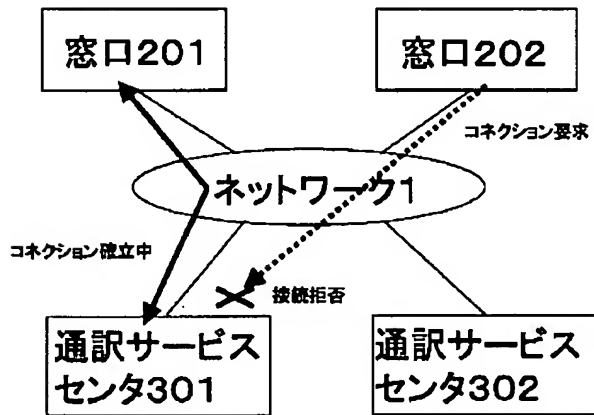 窓口201
窓口202
コネクション要求
ネットワーク1
コネクション確立中
接続拒否
通訳サービス
センタ301
通訳サービス
センタ302